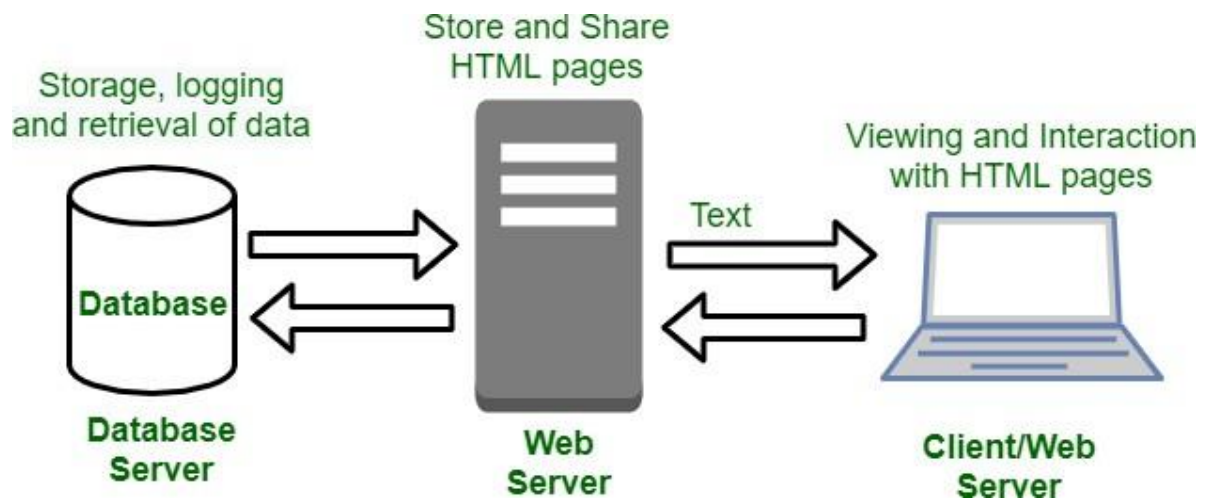 Storage, logging
and retrieval of data
Database
Database
Server
Store and Share
HTML pages
Web
Server
Text
Viewing and Interaction
with HTML pages
Client/Web
Server